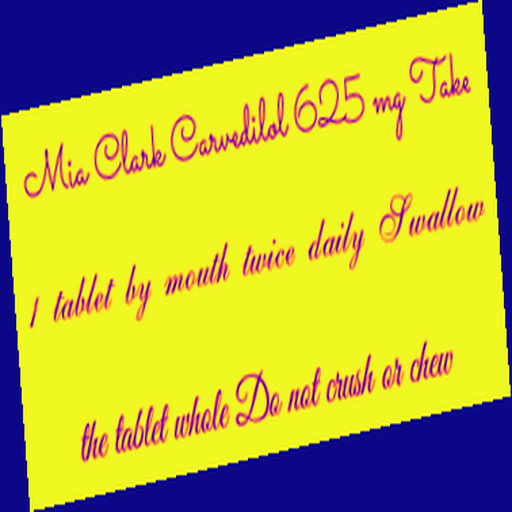 Mia Clark Carvedilol 625 mg Take
1 tablet by mouth twice daily Swallow
the tablet whole Do not crush or chew